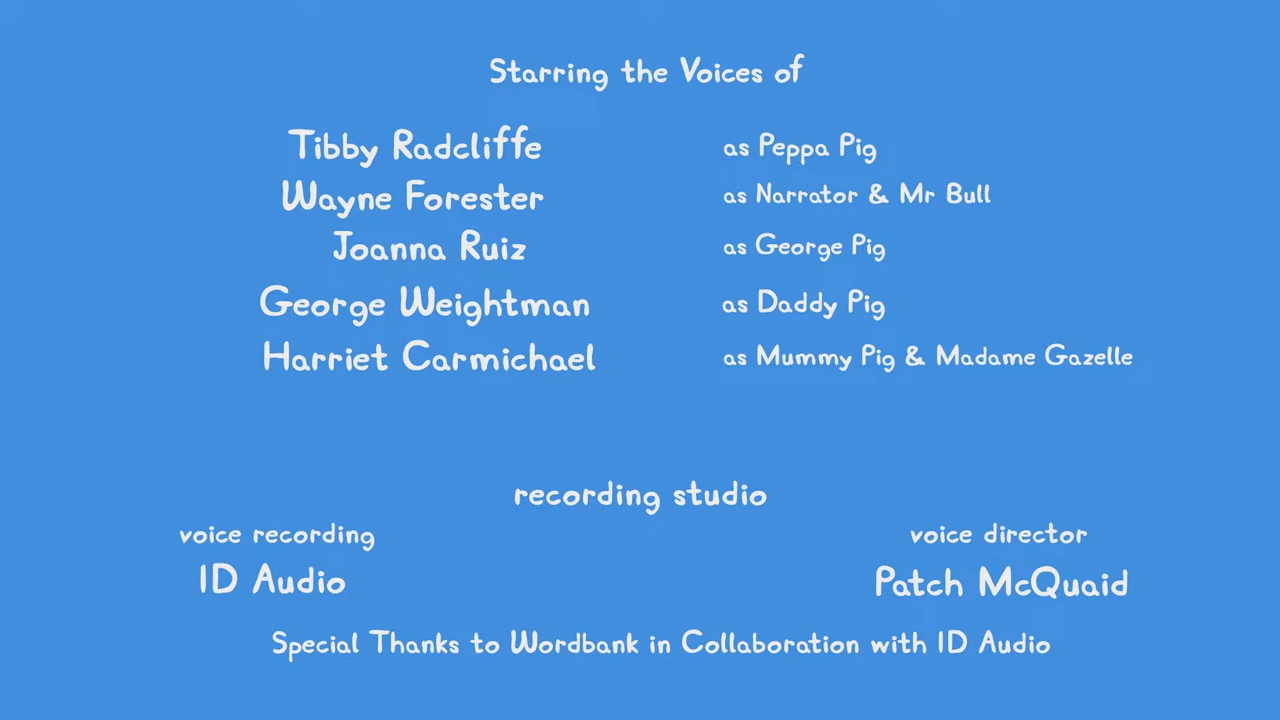 Starring the Voices of
Tibby Radcliffe as Peppa Pig
Wayne Forester as Narrator & Mr Bull
Joanna Ruiz as George Pig
George Weightman as Daddy Pig
Harriet Carmichael as Mummy Pig & Madame Gazelle
recording studio
voice recording voice director
ID Audio Patch McQuaid
Special Thanks to Wordbank in Collaboration with ID Audio